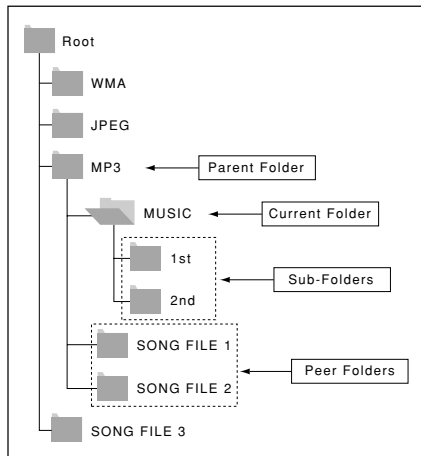 Root
WMA
JPEG
MP3
Parent Folder
MUSIC
Current Folder
1st
Sub-Folders
2nd
SONG FILE 1
Peer Folders
SONG FILE 2
SONG FILE 3